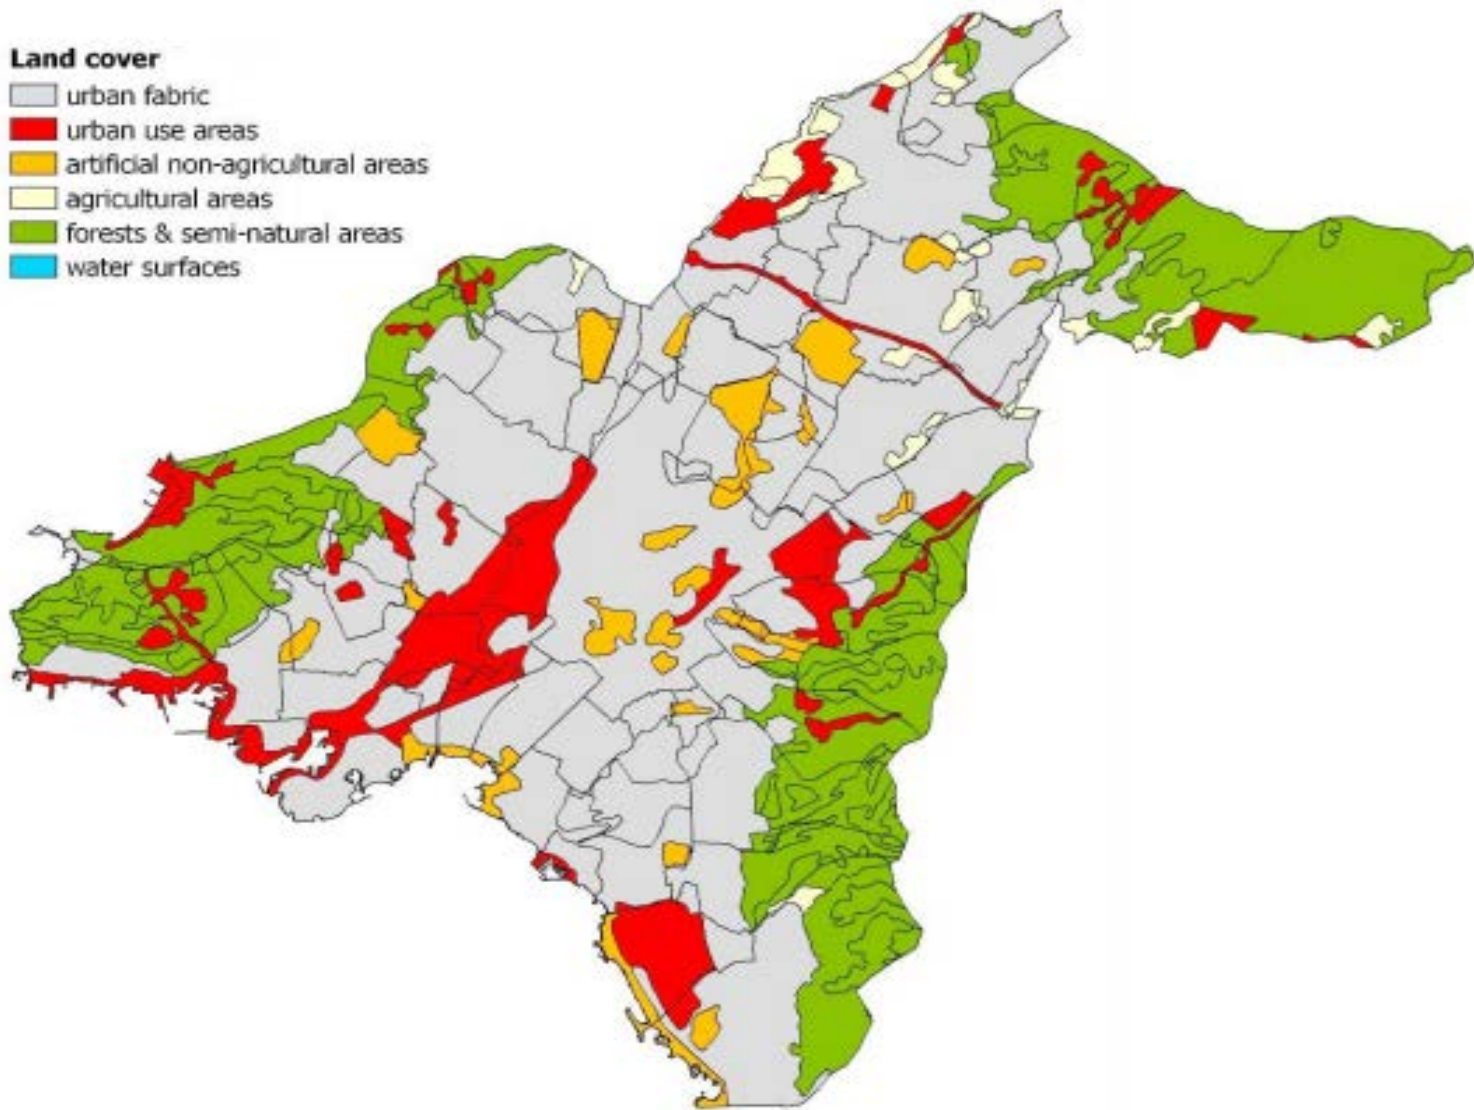 Land cover
urban fabric
urban use areas
artificial non-agricultural areas
agricultural areas
forests & semi-natural areas
water surfaces